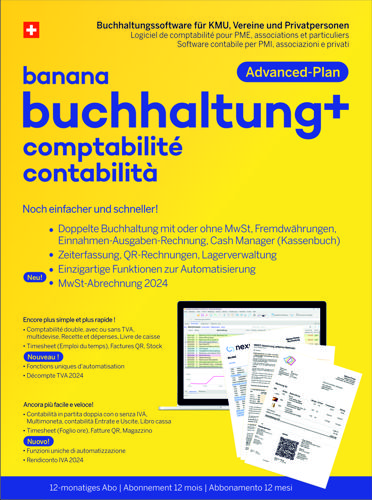 Buchhaltungssoftware für KMU, Vereine und Privatpersonen
Logiciel de comptabilité pour PME, associations et particuliers
Software contabile per PMI, associazioni e privati
Advanced-Plan
banana
buchhaltung+
comptabilité
contabilità
Noch einfacher und schneller!
• Doppelte Buchhaltung mit oder ohne MwSt, Fremdwährungen,
Einnahmen-Ausgaben-Rechnung, Cash Manager (Kassenbuch)
• Zeiterfassung, QR-Rechnungen, Lagerverwaltung
• Einzigartige Funktionen zur Automatisierung
Neu!
• MwSt-Abrechnung 2024
Encore plus simple et plus rapide !
• Comptabilité double, avec ou sans TVA,
multidevise, Recette et dépenses, Livre de caisse
• Timesheet (Emploi du temps), Factures QR, Stock
Nouveau !
• Fonctions uniques d'automatisation
• Décompte TVA 2024
Ancora più facile e veloce!
• Contabilità in partita doppia con o senza IVA,
Multimoneta, contabilità Entrate e Uscite, Libro cassa
• Timesheet (Foglio ore), Fatture QR, Magazzino
Nuovo!
• Funzioni uniche di automatizzazione
• Rendiconto IVA 2024
12-monatiges Abo | Abonnement 12 mois | Abbonamento 12 mesi